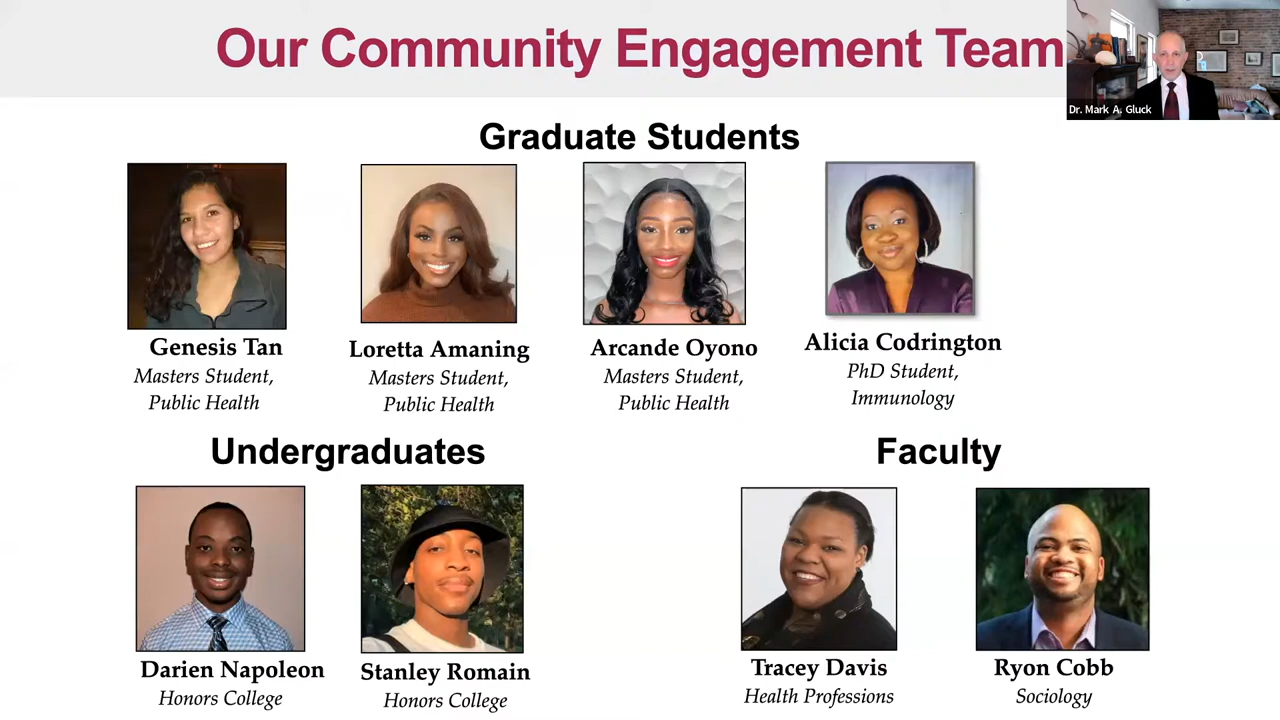 Our Community Engagement Team
Dr. Mark A. Gluck
Graduate Students
Genesis Tan
Masters Student,
Public Health
Loretta Amaning
Masters Student,
Public Health
Arcande Oyono
Masters Student,
Public Health
Alicia Codrington
PhD Student,
Immunology
Undergraduates
Darien Napoleon
Honors College
Stanley Romain
Honors College
Faculty
Tracey Davis
Health Professions
Ryon Cobb
Sociology